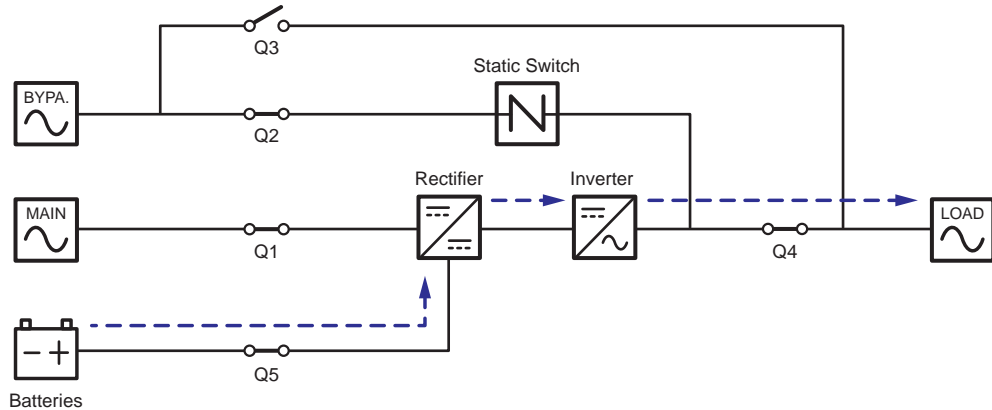 Q3
BYPA.
Static Switch
Q2
MAIN
Rectifier
Inverter
LOAD
Q1
Q4
Q5
Batteries